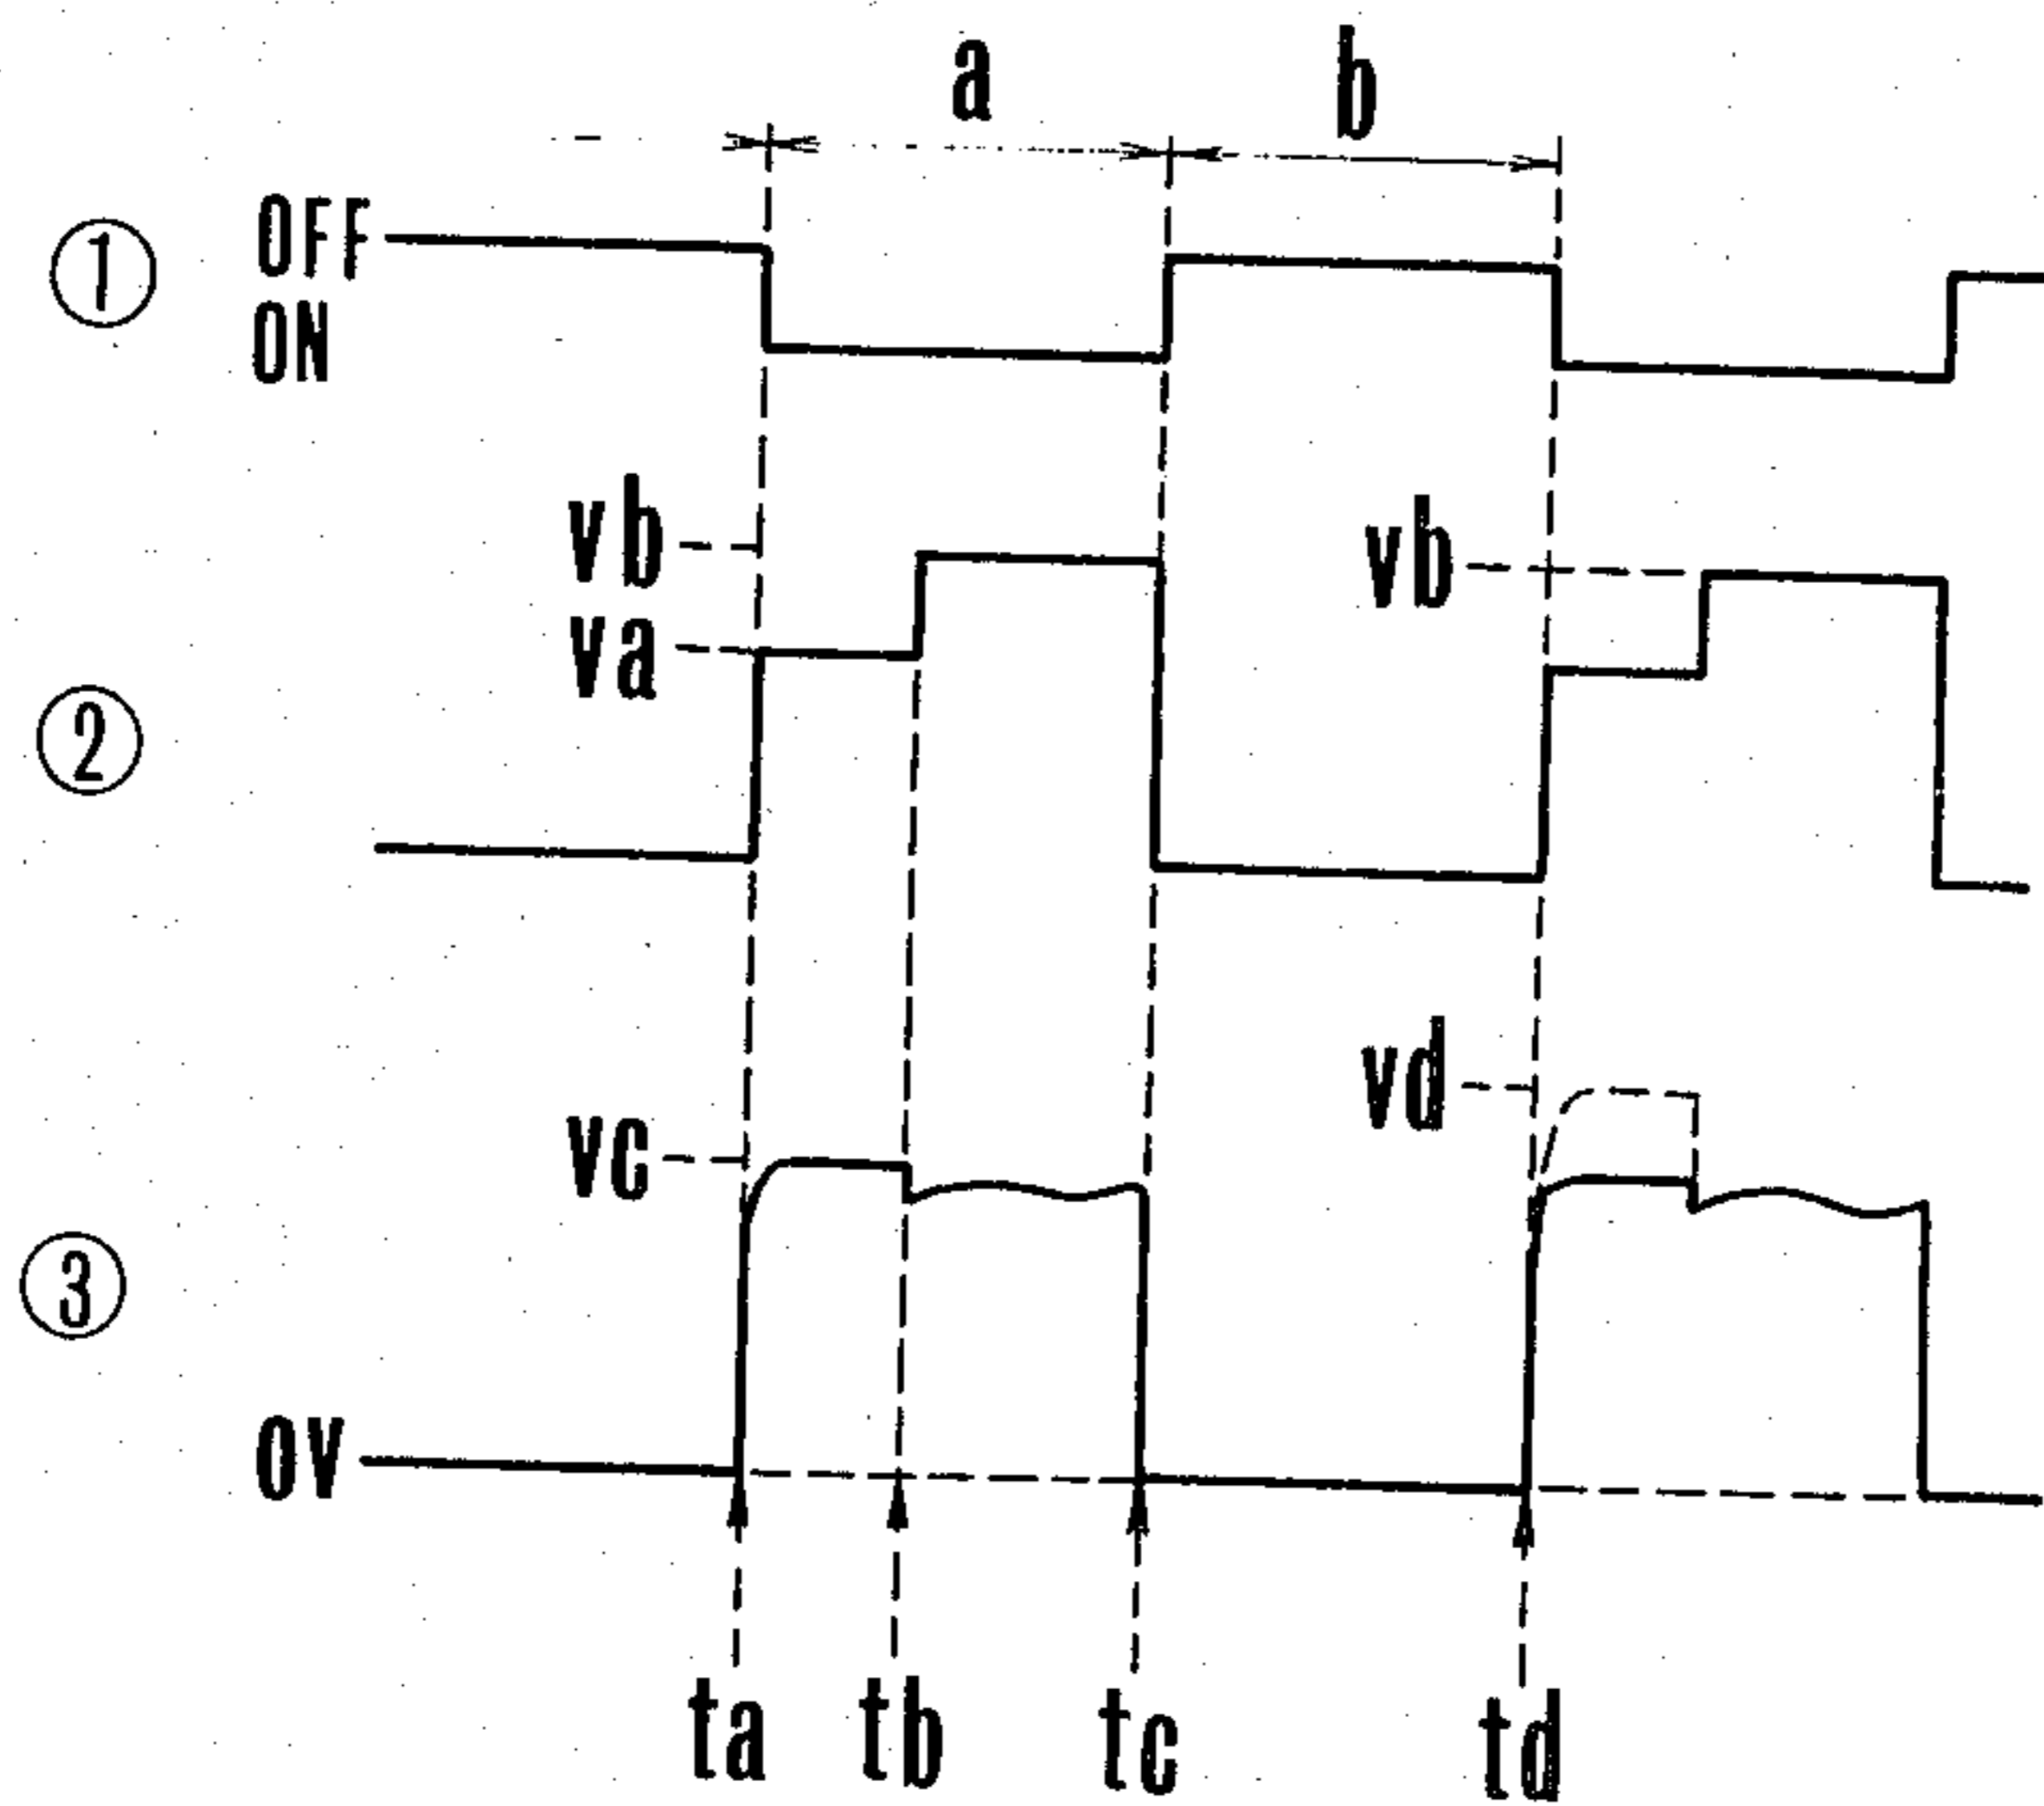 a b
① OFF
ON
vb vb
va
②
vd
vc
③
0V
ta tb tc td